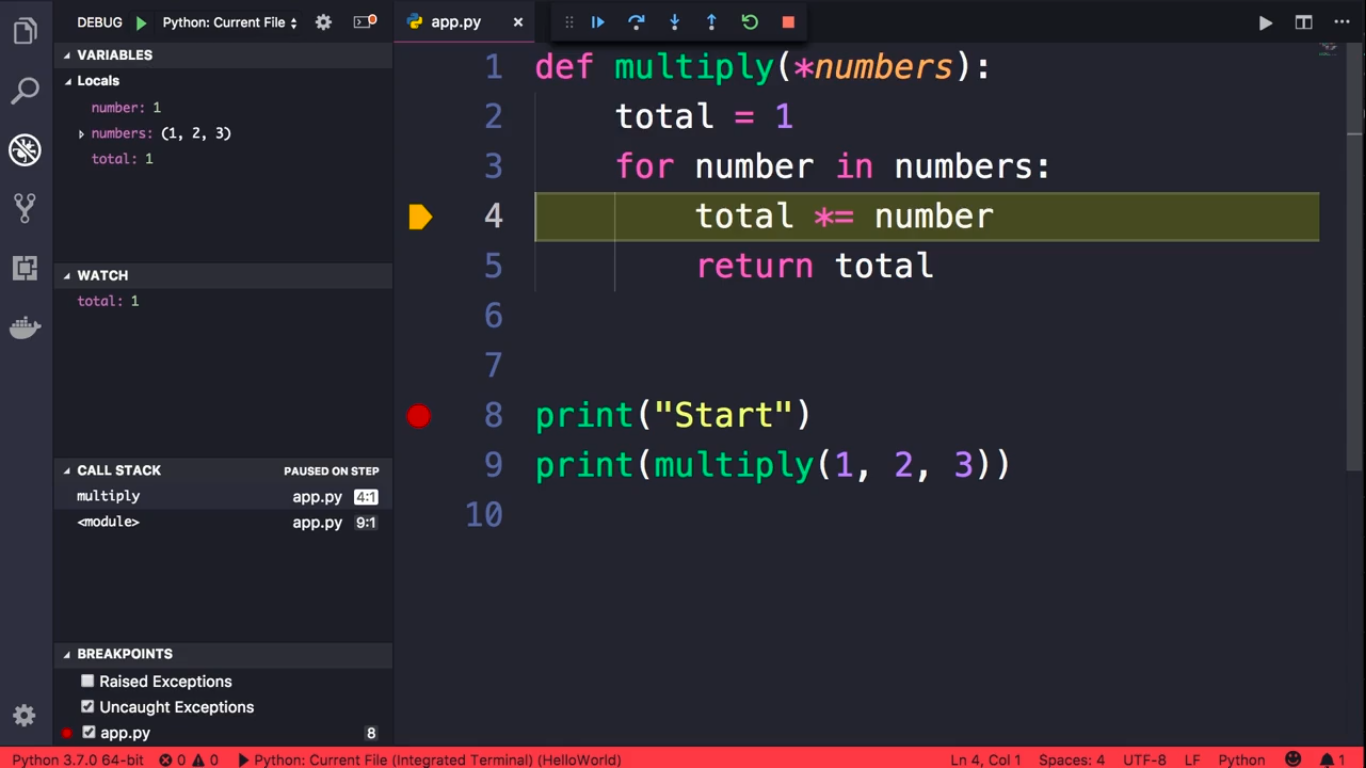 DEBUG Python: Current File
app.py
VARIABLES
Locals
number: 1
numbers: (1, 2, 3)
total: 1
WATCH
total: 1
CALL STACK PAUSED ON STEP
multiply app.py 4:1
<module> app.py 9:1
BREAKPOINTS
Raised Exceptions
Uncaught Exceptions
app.py 8
1 def multiply(*numbers):
2 total = 1
3 for number in numbers:
4 total *= number
5 return total
6
7
8 print("Start")
9 print(multiply(1, 2, 3))
10
Python 3.7.0 64-bit 0 0 Python: Current File (Integrated Terminal) (HelloWorld) Ln 4, Col 1 Spaces: 4 UTF-8 LF Python 1